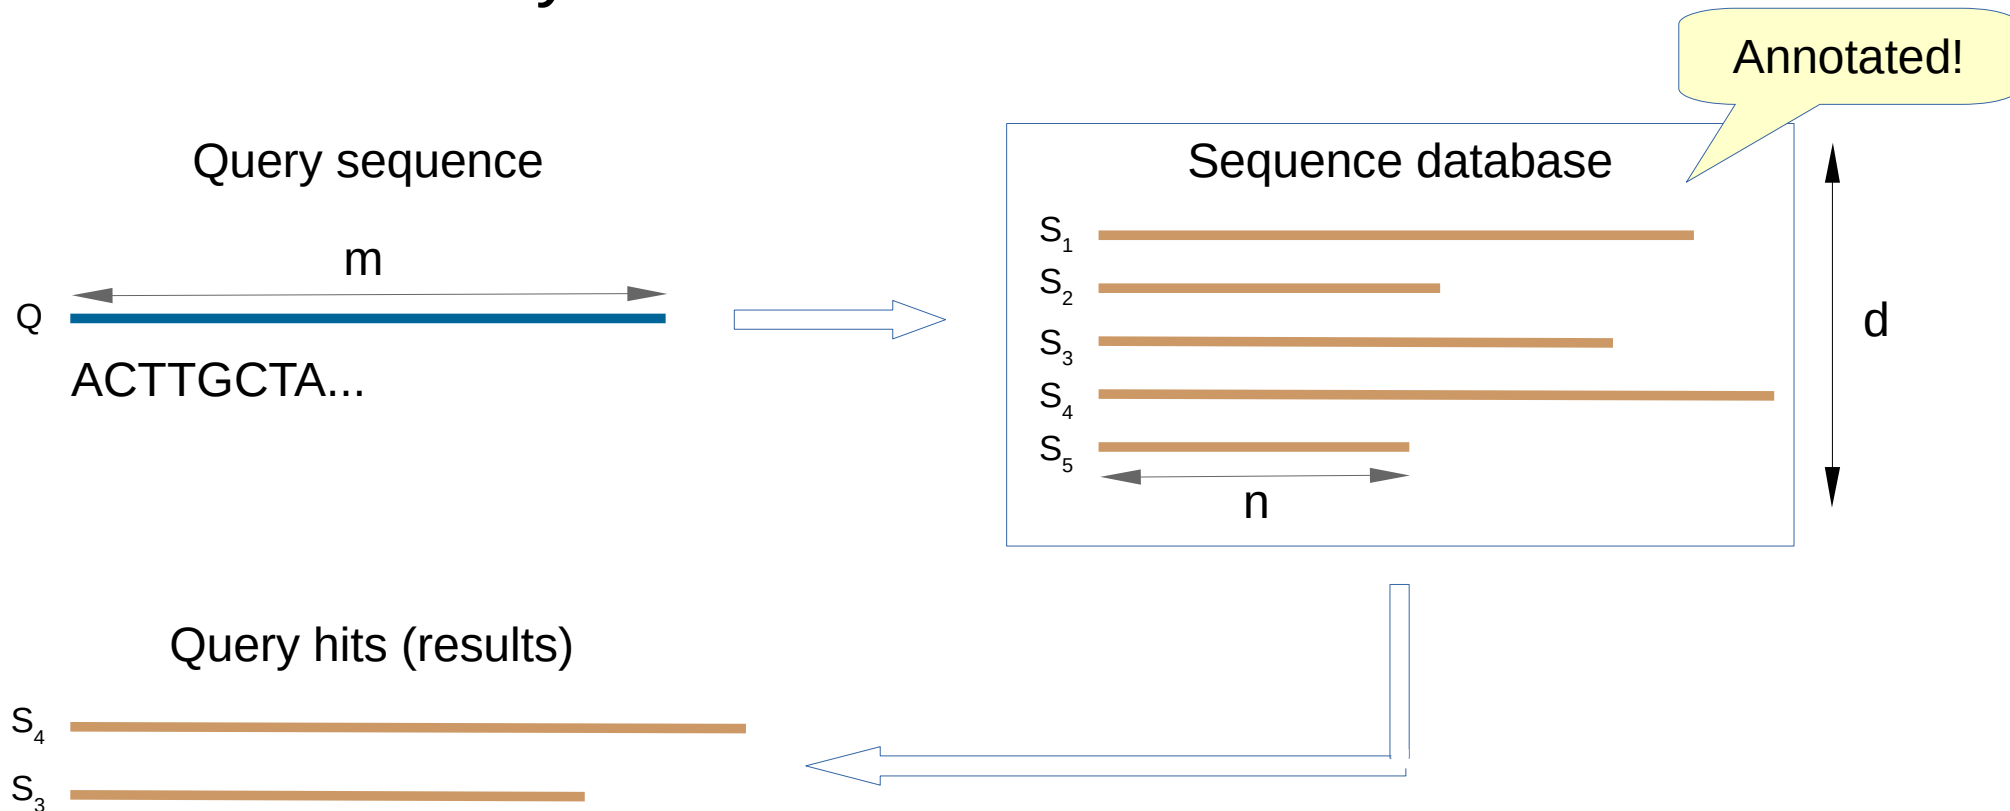 Annotated!
Query sequence
Sequence database
m
Q
ACTTGCTA...
S1
S2
S3
S4
S5
n
d
Query hits (results)
S4
S3